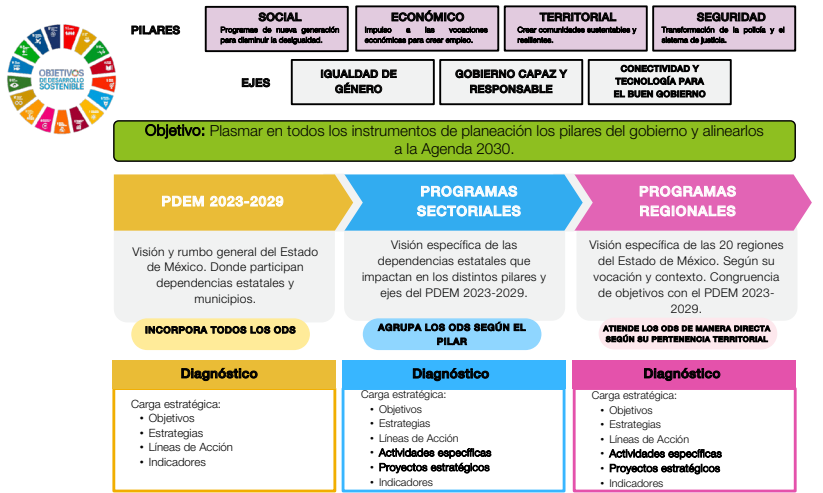 PILARES
SOCIAL
Programas de nueva generación
para disminuir la desigualdad.
ECONÓMICO
Impulso a las vocaciones
económicas para crear empleo.
TERRITORIAL
Crear comunidades sustentables y
resilientes.
SEGURIDAD
Transformación de la policía y el
sistema de justicia.
OBJETIVOS
DE DESARROLLO
SOSTENIBLE
EJES
IGUALDAD DE
GÉNERO
GOBIERNO CAPAZ Y
RESPONSABLE
CONECTIVIDAD Y
TECNOLOGÍA PARA
EL BUEN GOBIERNO
Objetivo: Plasmar en todos los instrumentos de planeación los pilares del gobierno y alinearlos
a la Agenda 2030.
PDEM 2023-2029
Visión y rumbo general del Estado
de México. Donde participan
dependencias estatales y
municipios.
INCORPORA TODOS LOS ODS
PROGRAMAS
SECTORIALES
Visión específica de las
dependencias estatales que
impactan en los distintos pilares y
ejes del PDEM 2023-2029.
AGRUPA LOS ODS SEGÚN EL
PILAR
PROGRAMAS
REGIONALES
Visión específica de las 20 regiones
del Estado de México. Según su
vocación y contexto. Congruencia
de objetivos con el PDEM 2023-
2029.
ATIENDE LOS ODS DE MANERA DIRECTA
SEGÚN SU PERTENENCIA TERRITORIAL
Diagnóstico
Carga estratégica:
• Objetivos
• Estrategias
• Líneas de Acción
• Indicadores
Diagnóstico
Carga estratégica:
• Objetivos
• Estrategias
• Líneas de Acción
• Actividades específicas
• Proyectos estratégicos
• Indicadores
Diagnóstico
Carga estratégica:
• Objetivos
• Estrategias
• Líneas de Acción
• Actividades específicas
• Proyectos estratégicos
• Indicadores